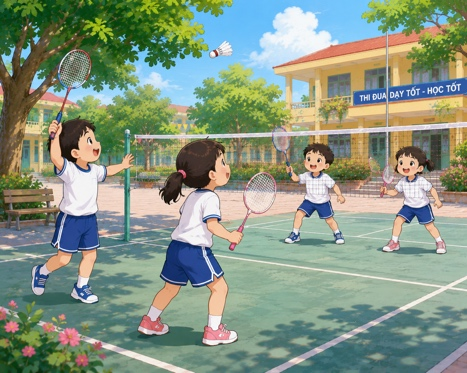 THI ĐUA DẠY TỐT - HỌC TỐT